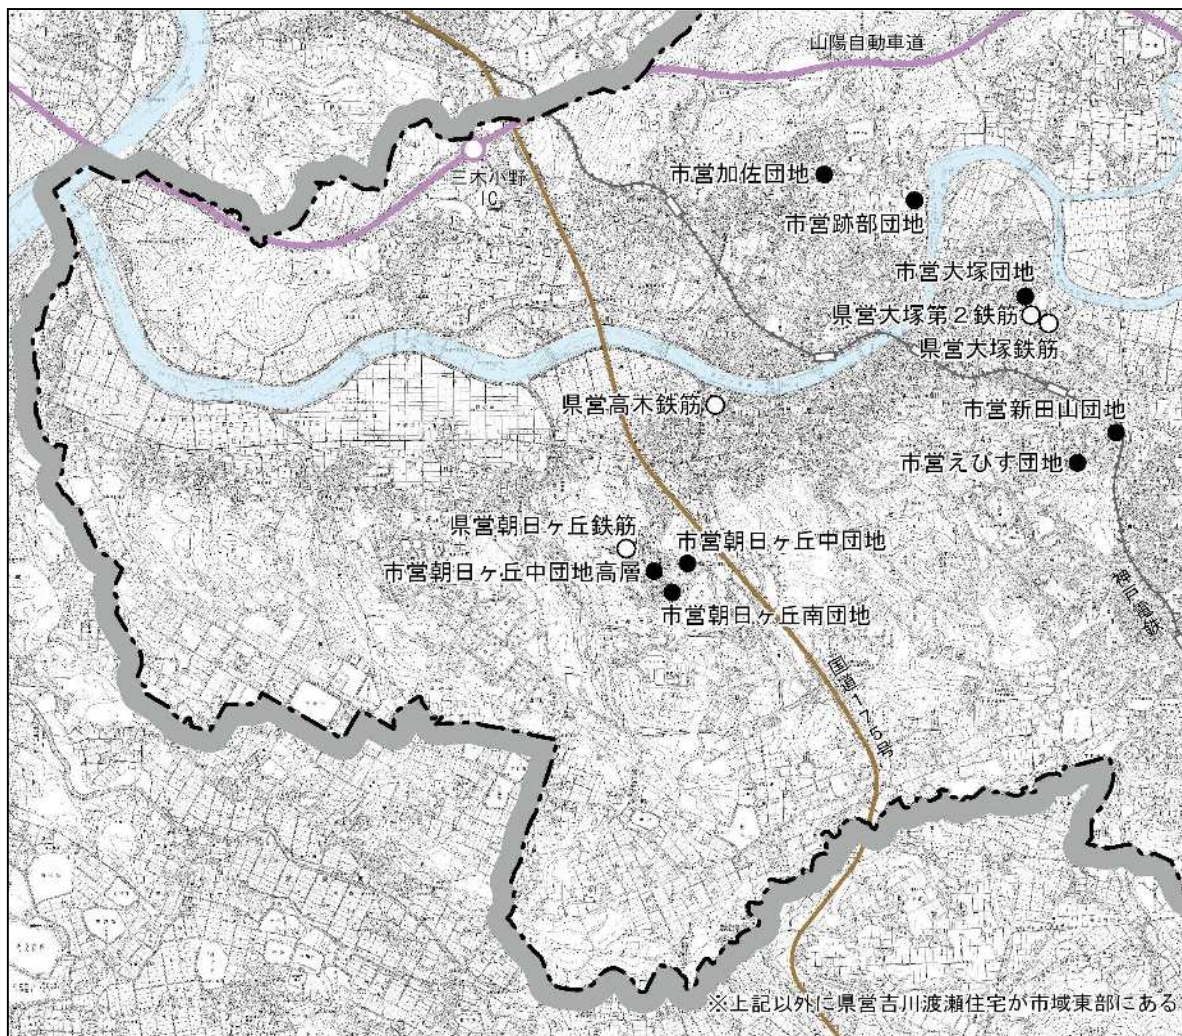 山陽自動車道
三木小野
IC
市営加佐団地
市営跡部団地
市営大塚団地
県営大塚第２鉄筋
県営大塚鉄筋
県営高木鉄筋
市営新田山団地
市営えびす団地
県営朝日ヶ丘鉄筋
市営朝日ヶ丘中団地
市営朝日ヶ丘中団地高層
市営朝日ヶ丘南団地
神戸電鉄
国道１７５号
※上記以外に県営吉川渡瀬住宅が市域東部にある